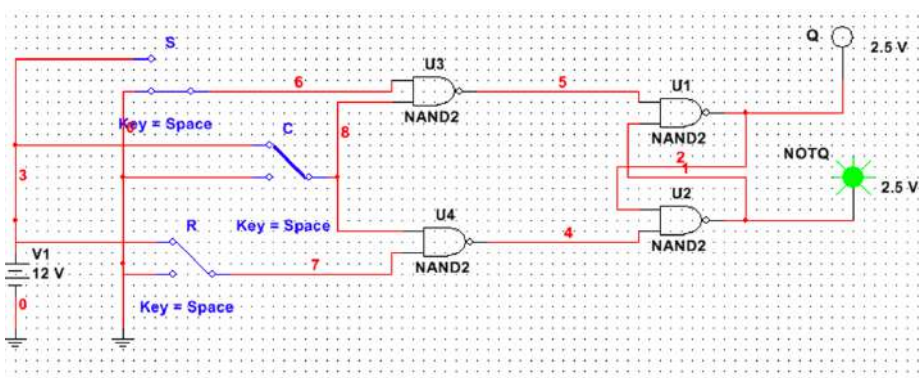 S
Q
2.5 V
U3
6
5
U1
NAND2
Key = Space
C
8
NAND2
NOTQ
2
1
3
2.5 V
U2
Key = Space
R
U4
4
NAND2
V1
12 V
7
NAND2
0
Key = Space